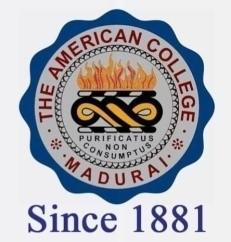 THE AMERICAN COLLEGE
PURIFICATUS
NON
CONSUMPTUS
MADURAI
Since 1881